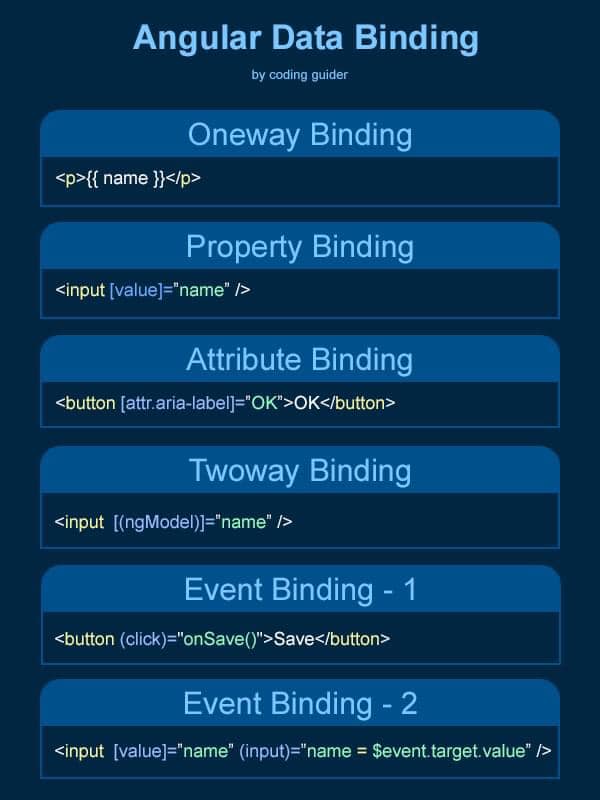 Angular Data Binding
by coding guider
Oneway Binding
<p>{{ name }}</p>
Property Binding
<input [value]=”name” />
Attribute Binding
<button [attr.aria-label]=”OK”>OK</button>
Twoway Binding
<input  [(ngModel)]=”name” />
Event Binding - 1
<button (click)="onSave()">Save</button>
Event Binding - 2
<input  [value]=”name” (input)="name = $event.target.value” />